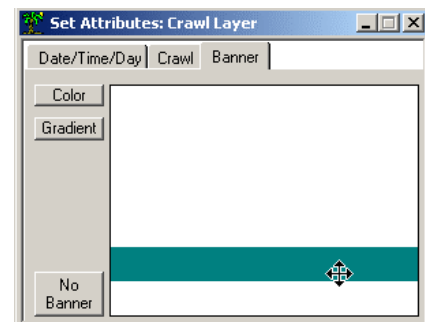 Set Attributes: Crawl Layer
Date/Time/Day Crawl Banner
Color
Gradient
No
Banner